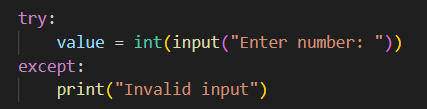 try:
    value = int(input("Enter number: "))
except:
    print("Invalid input")